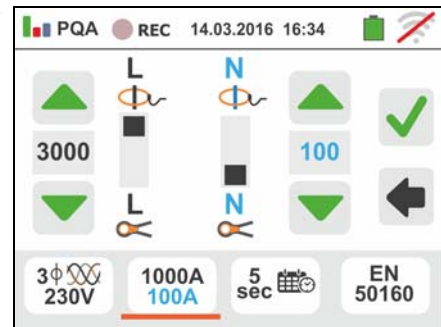 PQA REC 14.03.2016 16:34
L N
3000 100
L N
3ϕ 1000A 5 EN
230V 100A sec 50160